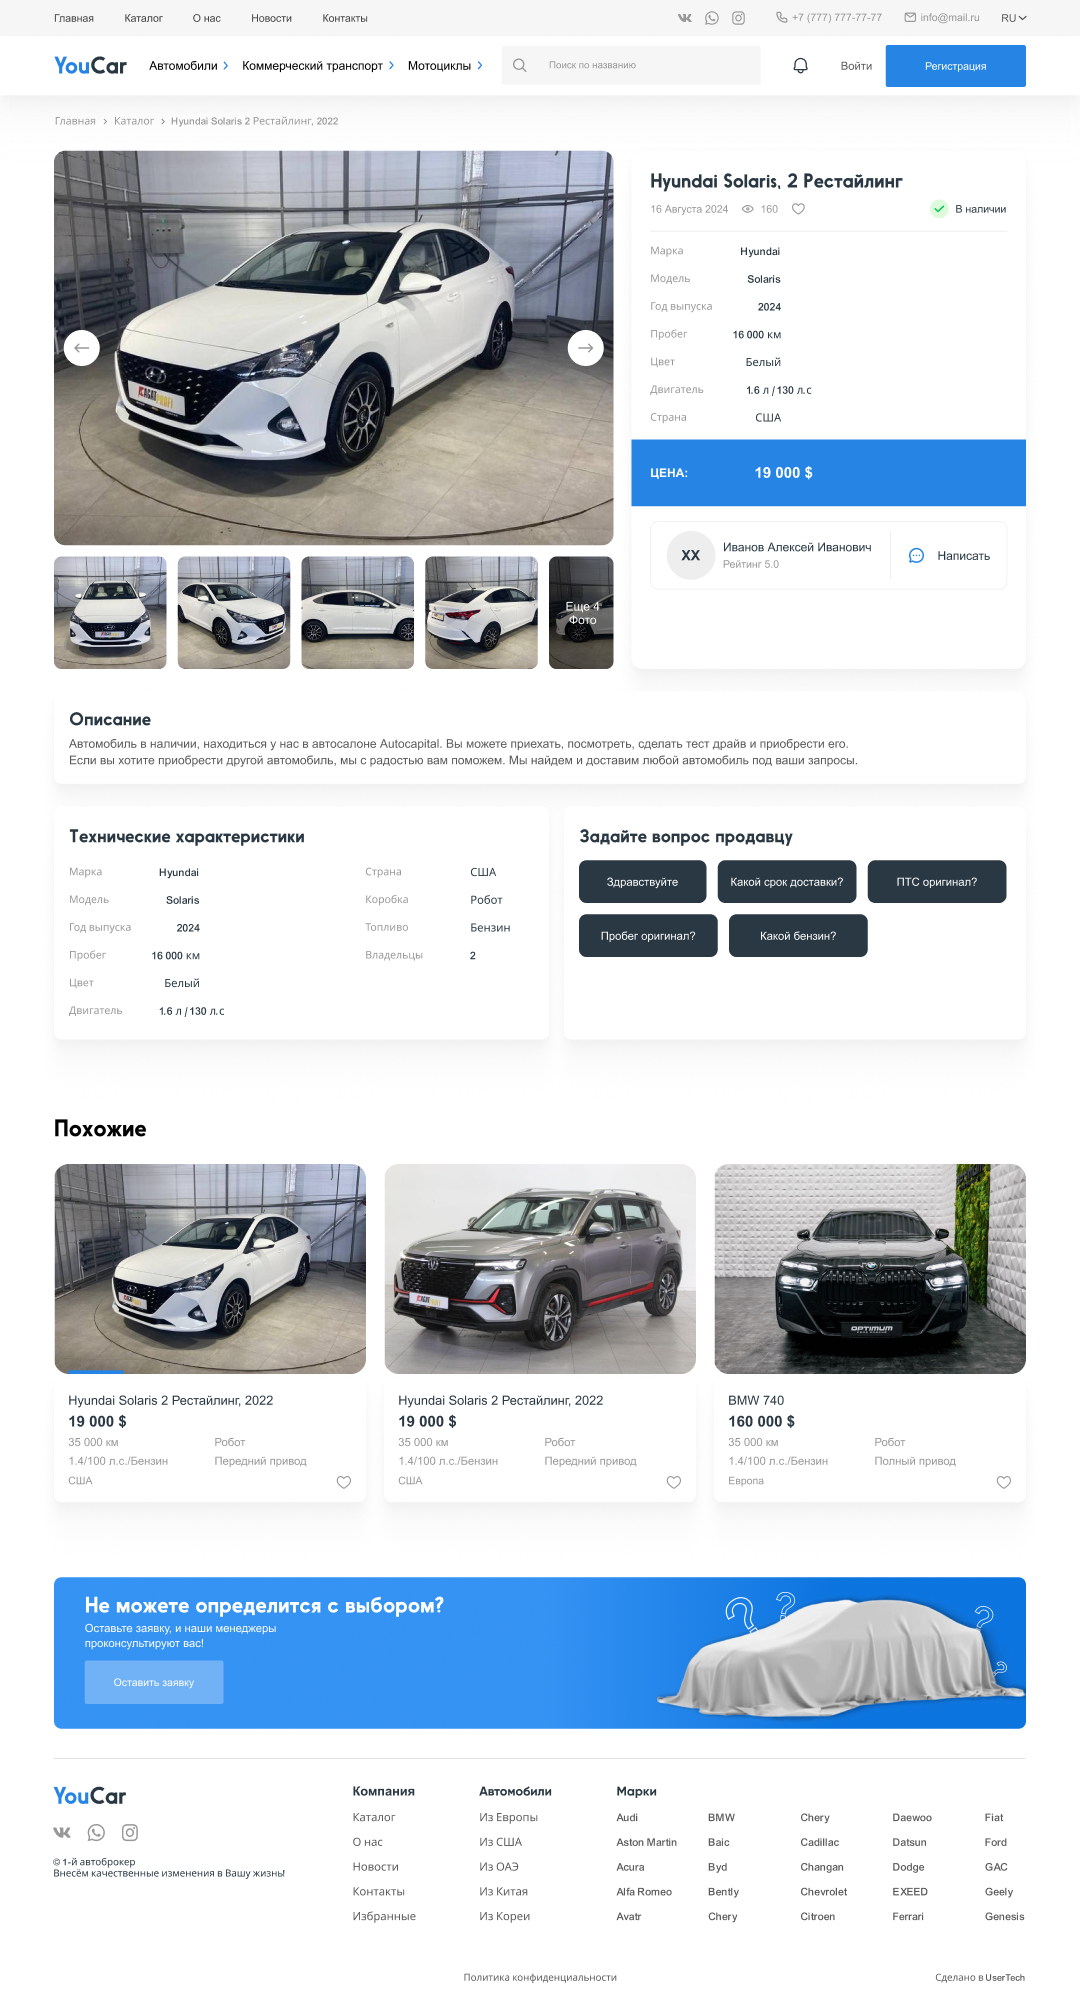 Главная Каталог О нас Новости Контакты +7 (777) 777-77-77 info@mail.ru RU
YouCar Автомобили Коммерческий транспорт Мотоциклы Поиск по названию Войти Регистрация
Главная Каталог Hyundai Solaris 2 Рестайлинг, 2022
Hyundai Solaris, 2 Рестайлинг
16 Августа 2024 160 В наличии
Марка Hyundai
Модель Solaris
Год выпуска 2024
Пробег 16 000 км
Цвет Белый
Двигатель 1.6 л / 130 л.с
Страна США
ЦЕНА: 19 000 $
XX Иванов Алексей Иванович Написать
Рейтинг 5.0
Еще 4
Фото
Описание
Автомобиль в наличии, находиться у нас в автосалоне Autocapital. Вы можете приехать, посмотреть, сделать тест драйв и приобрести его.
Если вы хотите приобрести другой автомобиль, мы с радостью вам поможем. Мы найдем и доставим любой автомобиль под ваши запросы.
Технические характеристики
Марка Hyundai Страна США
Модель Solaris Коробка Робот
Год выпуска 2024 Топливо Бензин
Пробег 16 000 км Владельцы 2
Цвет Белый
Двигатель 1.6 л / 130 л.с
Задайте вопрос продавцу
Здравствуйте Какой срок доставки? ПТС оригинал?
Пробег оригинал? Какой бензин?
Похожие
OPTIMUM
Hyundai Solaris 2 Рестайлинг, 2022
19 000 $
35 000 км Робот
1.4/100 л.с./Бензин Передний привод
США
Hyundai Solaris 2 Рестайлинг, 2022
19 000 $
35 000 км Робот
1.4/100 л.с./Бензин Передний привод
США
BMW 740
160 000 $
35 000 км Робот
1.4/100 л.с./Бензин Полный привод
Европа
Не можете определится с выбором?
Оставьте заявку, и наши менеджеры
проконсультируют вас!
Оставить заявку
YouCar
© 1-й автоброкер
Внесём качественные изменения в Вашу жизнь!
Компания
Каталог
О нас
Новости
Контакты
Избранные
Автомобили
Из Европы
Из США
Из ОАЭ
Из Китая
Из Кореи
Марки
Audi BMW Chery Daewoo Fiat
Aston Martin Baic Cadillac Datsun Ford
Acura Byd Changan Dodge GAC
Alfa Romeo Bently Chevrolet EXEED Geely
Avatr Chery Citroen Ferrari Genesis
Политика конфиденциальности Сделано в UserTech